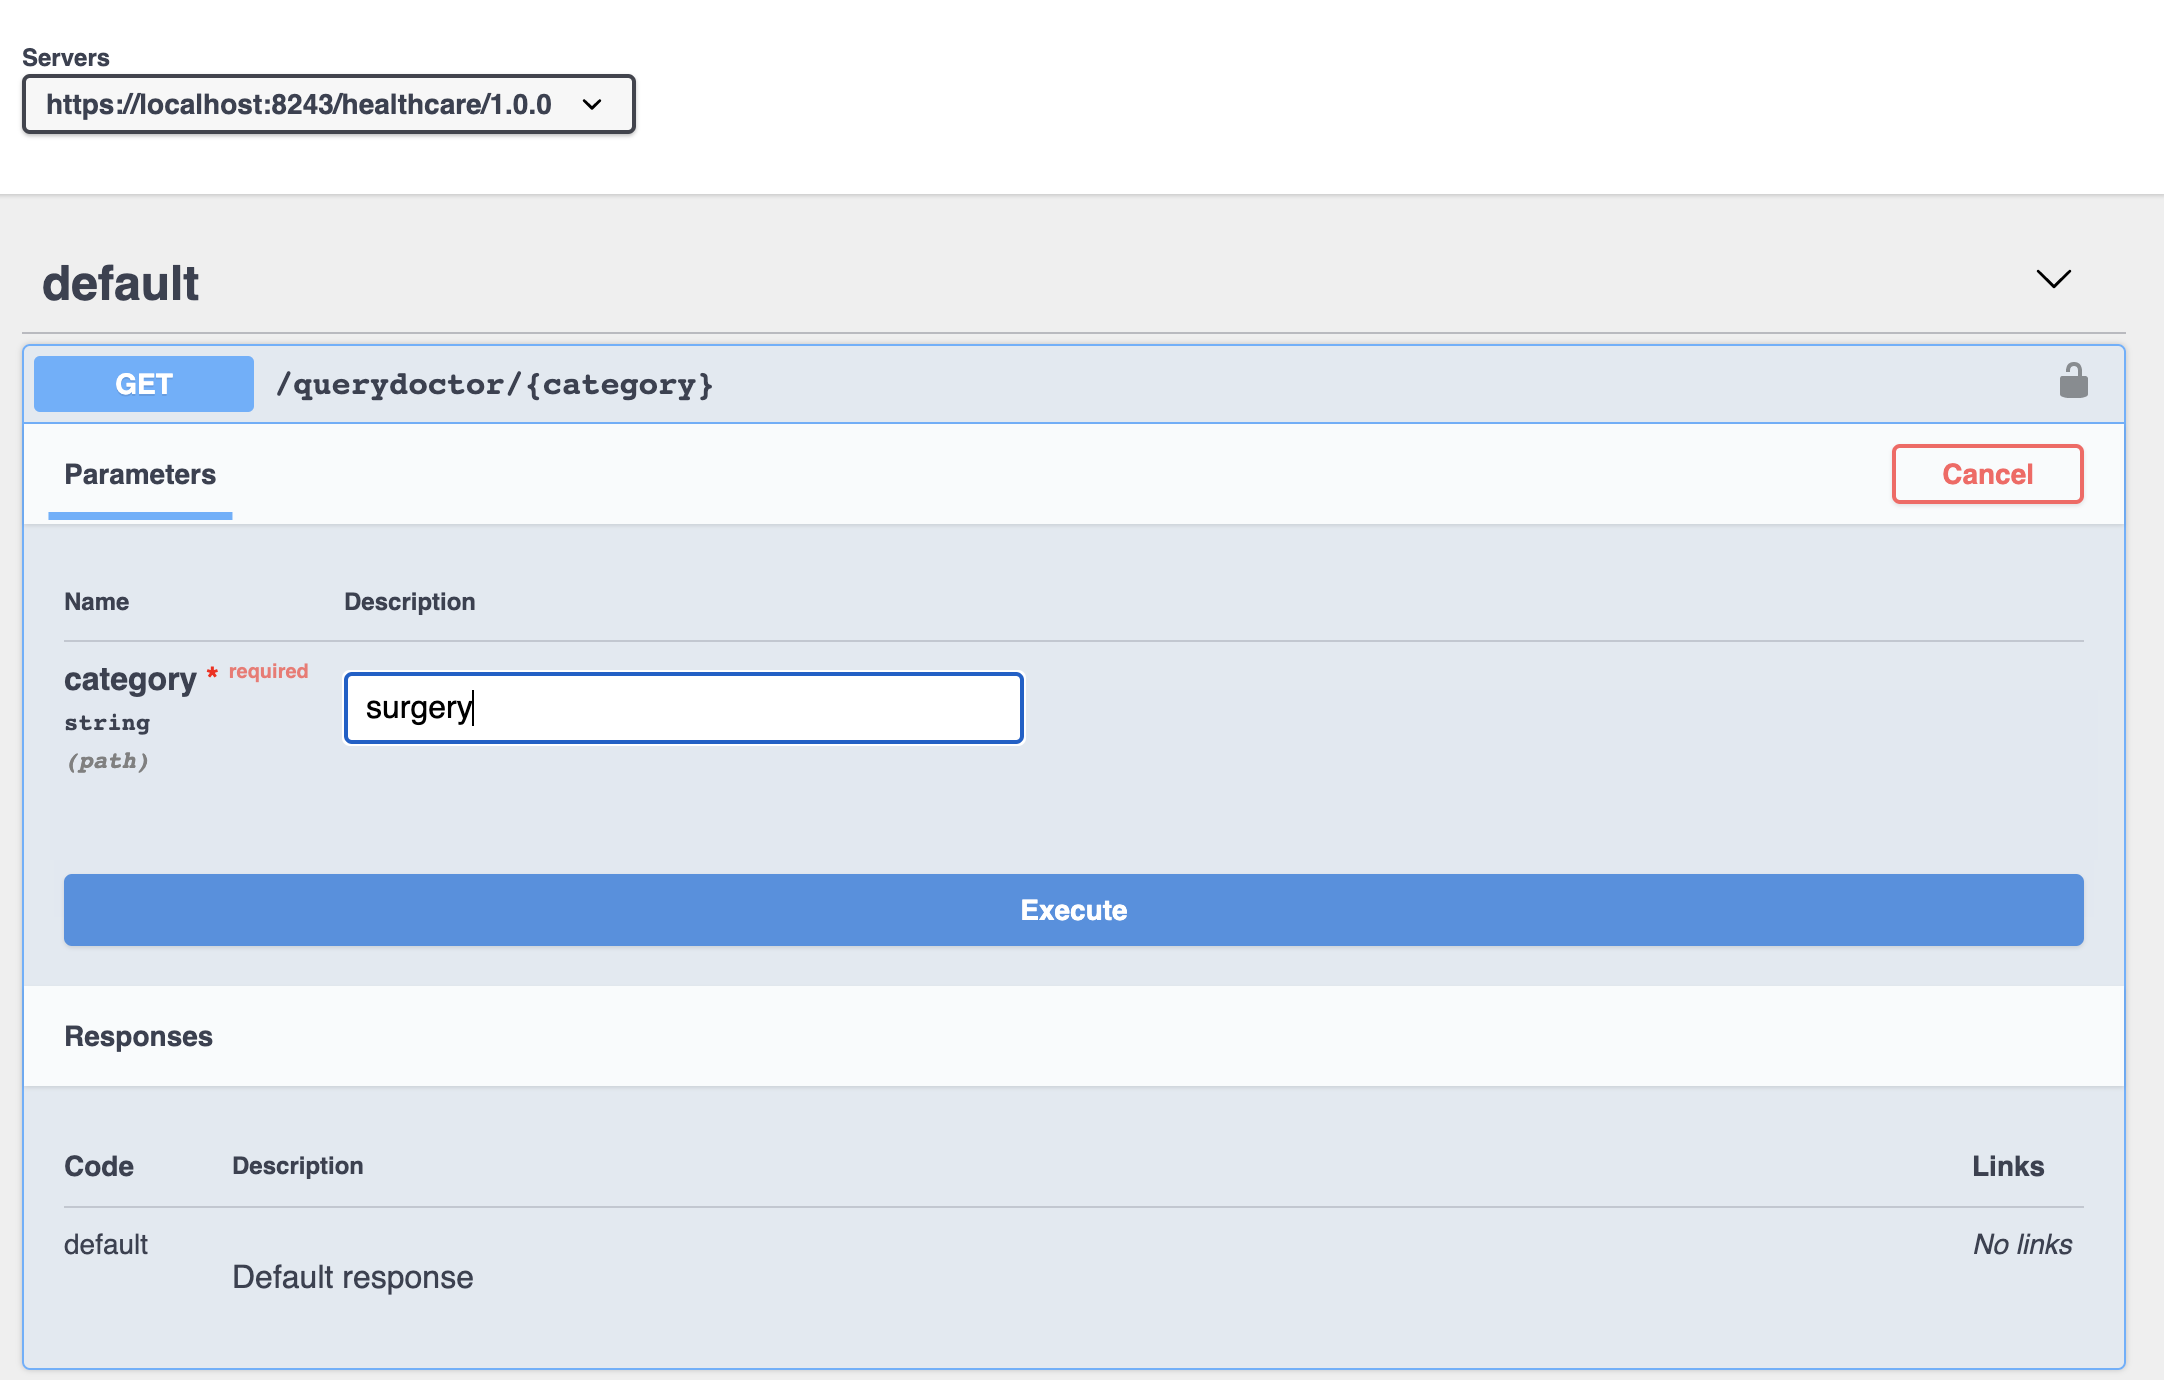 Servers
https://localhost:8243/healthcare/1.0.0
default
GET /querydoctor/{category}
Parameters Cancel
Name Description
category * required
surgery
string
(path)
Execute
Responses
Code Description Links
default No links
Default response